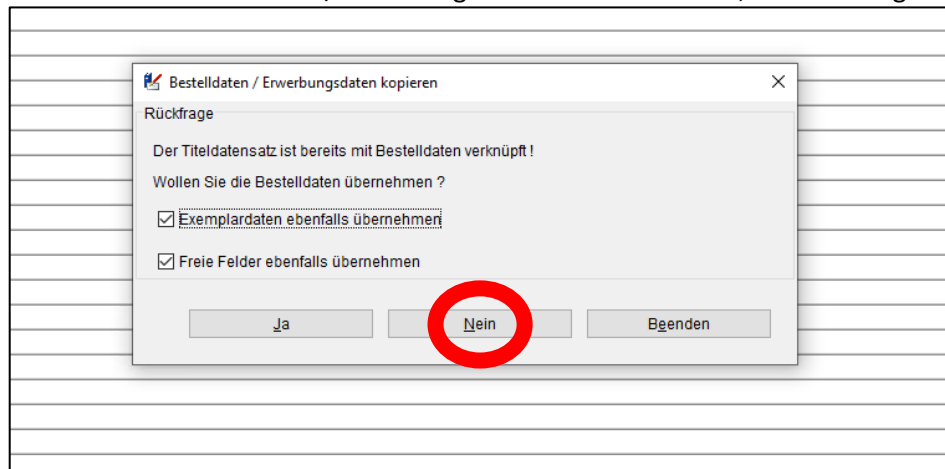 Bestelldaten / Erwerbungsdaten kopieren
Rückfrage
Der Titeldatensatz ist bereits mit Bestelldaten verknüpft !
Wollen Sie die Bestelldaten übernehmen ?
Exemplardaten ebenfalls übernehmen
Freie Felder ebenfalls übernehmen
Ja Nein Beenden